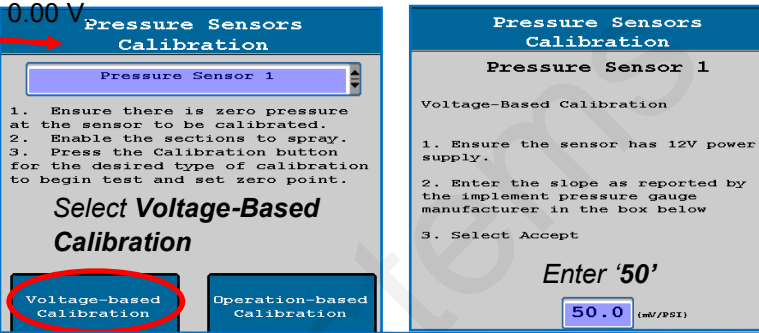 0.00 V
Pressure Sensors
Calibration
Pressure Sensor 1
1. Ensure there is zero pressure
at the sensor to be calibrated.
2. Enable the sections to spray.
3. Press the Calibration button
for the desired type of calibration
to begin test and set zero point.
Select Voltage-Based
Calibration
Voltage-based
Calibration
Operation-based
Calibration
Pressure Sensors
Calibration
Pressure Sensor 1
Voltage-Based Calibration
1. Ensure the sensor has 12V power
supply.
2. Enter the slope as reported by
the implement pressure gauge
manufacturer in the box below
3. Select Accept
Enter ‘50’
50.0 (mV/PSI)